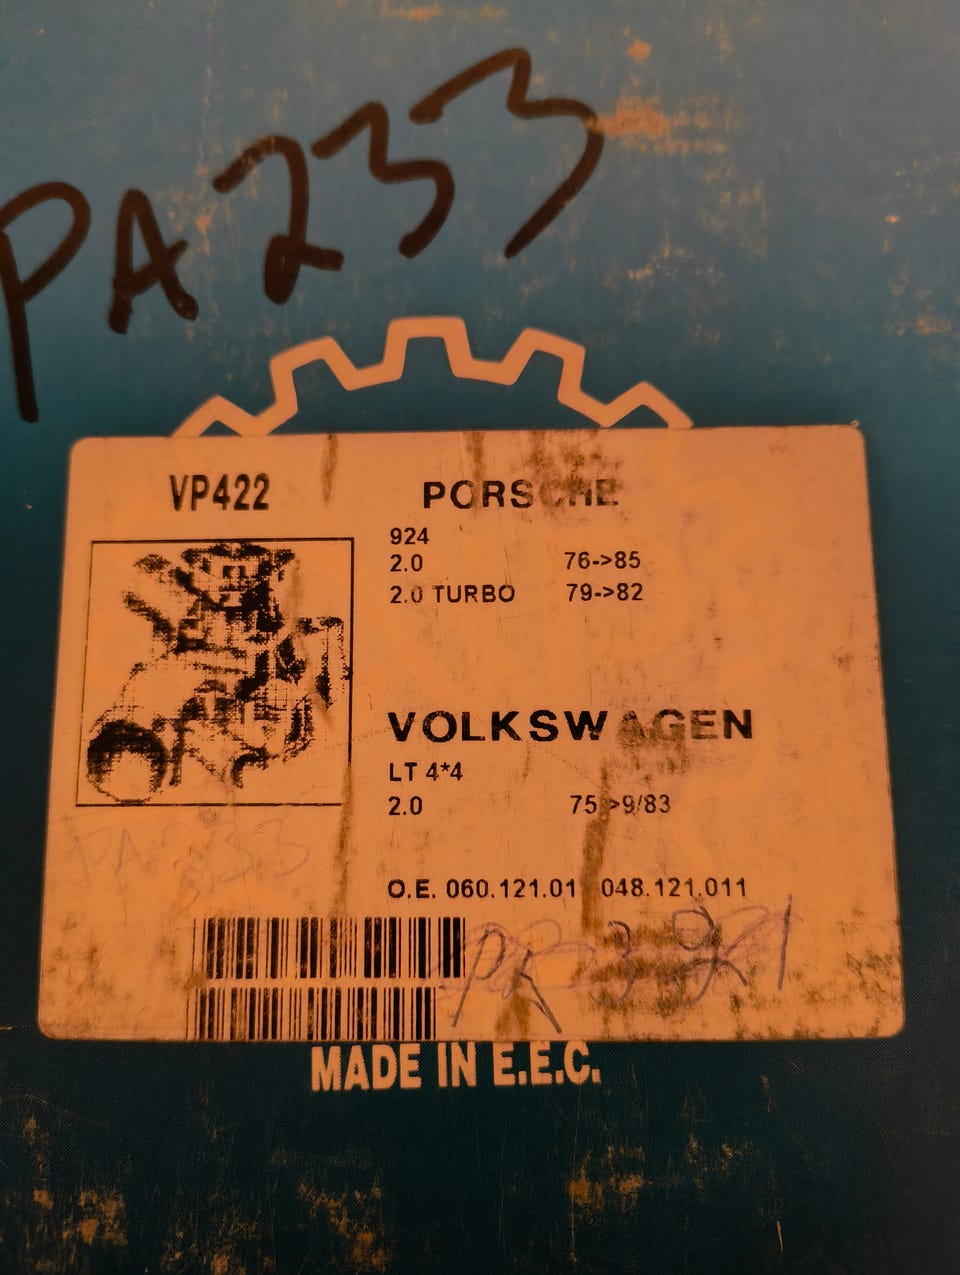 PA233
VP422
PORSCHE
924
2.0 76->85
2.0 TURBO 79->82
VOLKSWAGEN
LT 4*4
2.0 75->9/83
PA233
O.E. 060.121.01 048.121.011
MADE IN E.E.C.